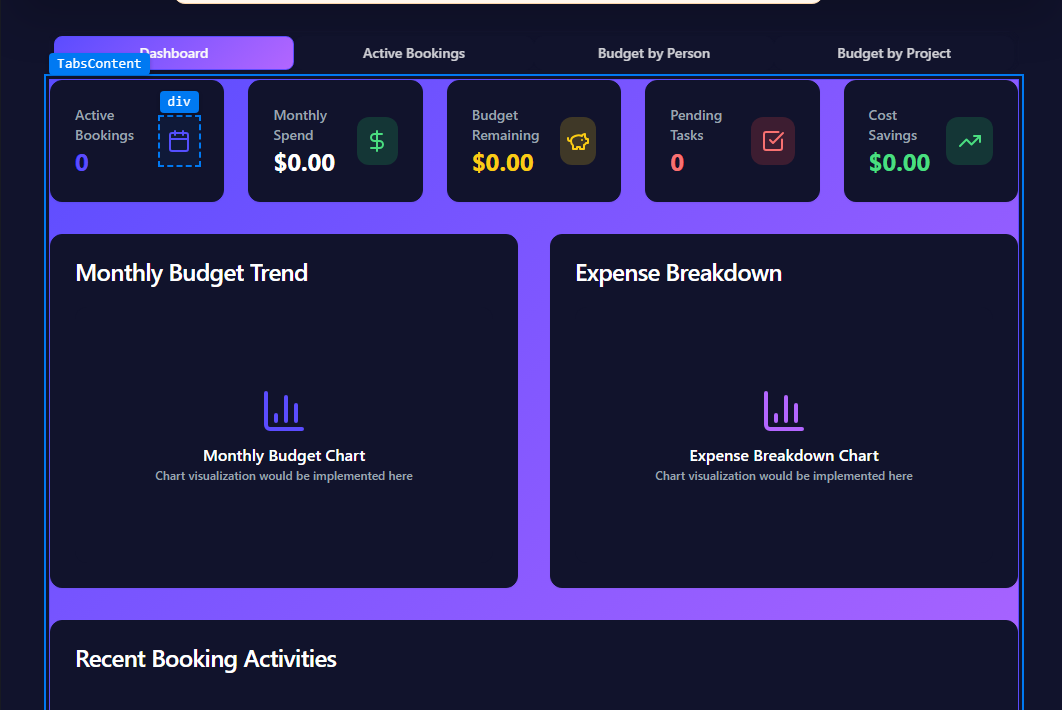 Dashboard
Active Bookings
Budget by Person
Budget by Project
TabsContent
div
Active
Bookings
0
Monthly
Spend
$0.00
Budget
Remaining
$0.00
Pending
Tasks
0
Cost
Savings
$0.00
Monthly Budget Trend
Expense Breakdown
Monthly Budget Chart
Chart visualization would be implemented here
Expense Breakdown Chart
Chart visualization would be implemented here
Recent Booking Activities